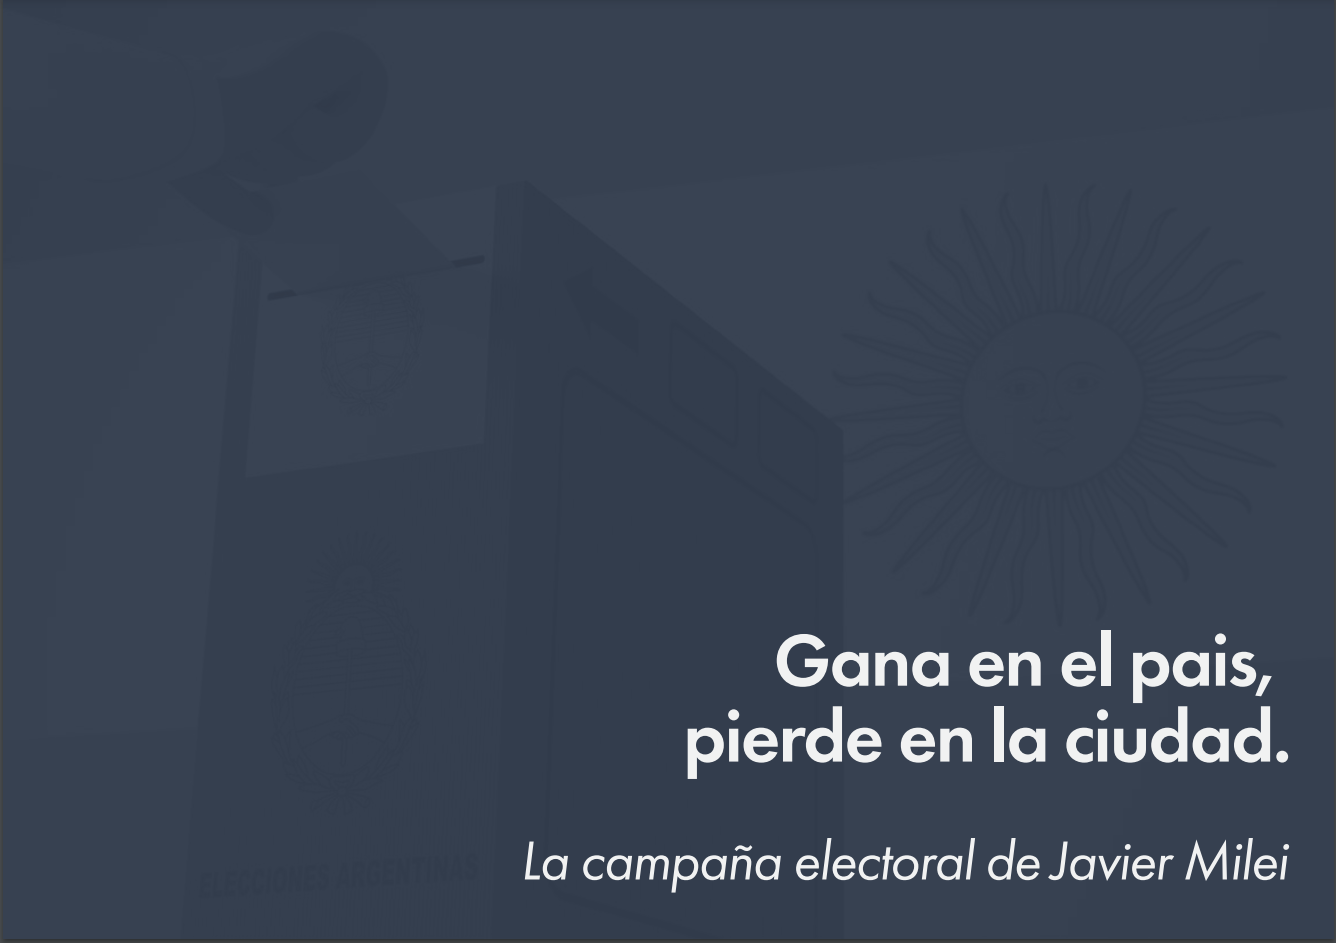 Gana en el pais,
pierde en la ciudad.
La campaña electoral de Javier Milei
ELECCIONES ARGENTINAS